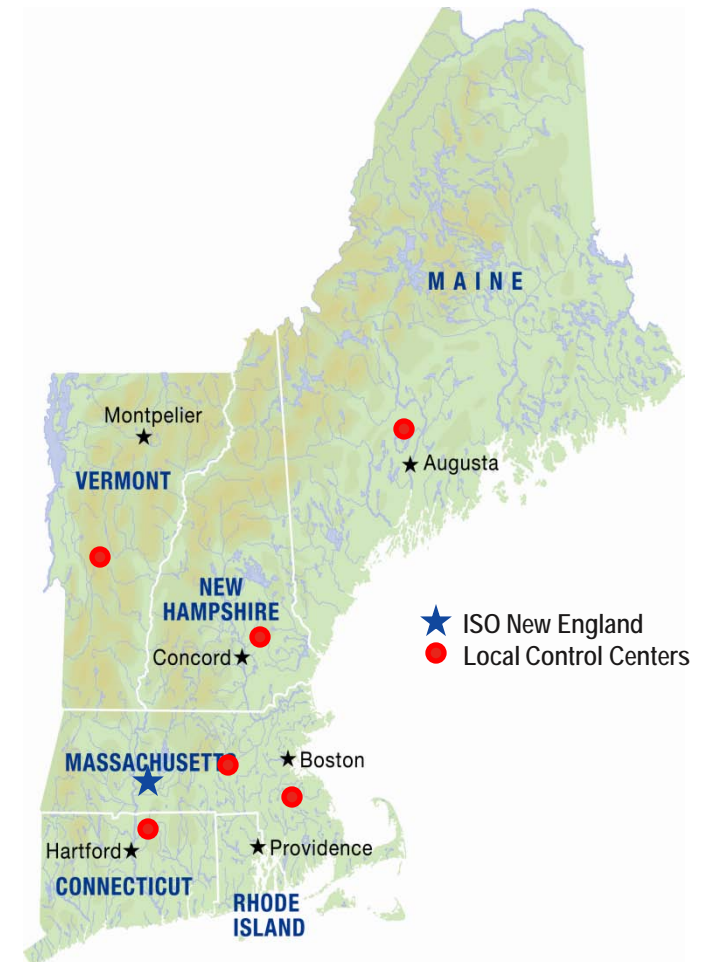 MAINE
Montpelier
Augusta
VERMONT
NEW
HAMPSHIRE
ISO New England
Local Control Centers
Concord
MASSACHUSETTS
Boston
Hartford
Providence
CONNECTICUT
RHODE
ISLAND